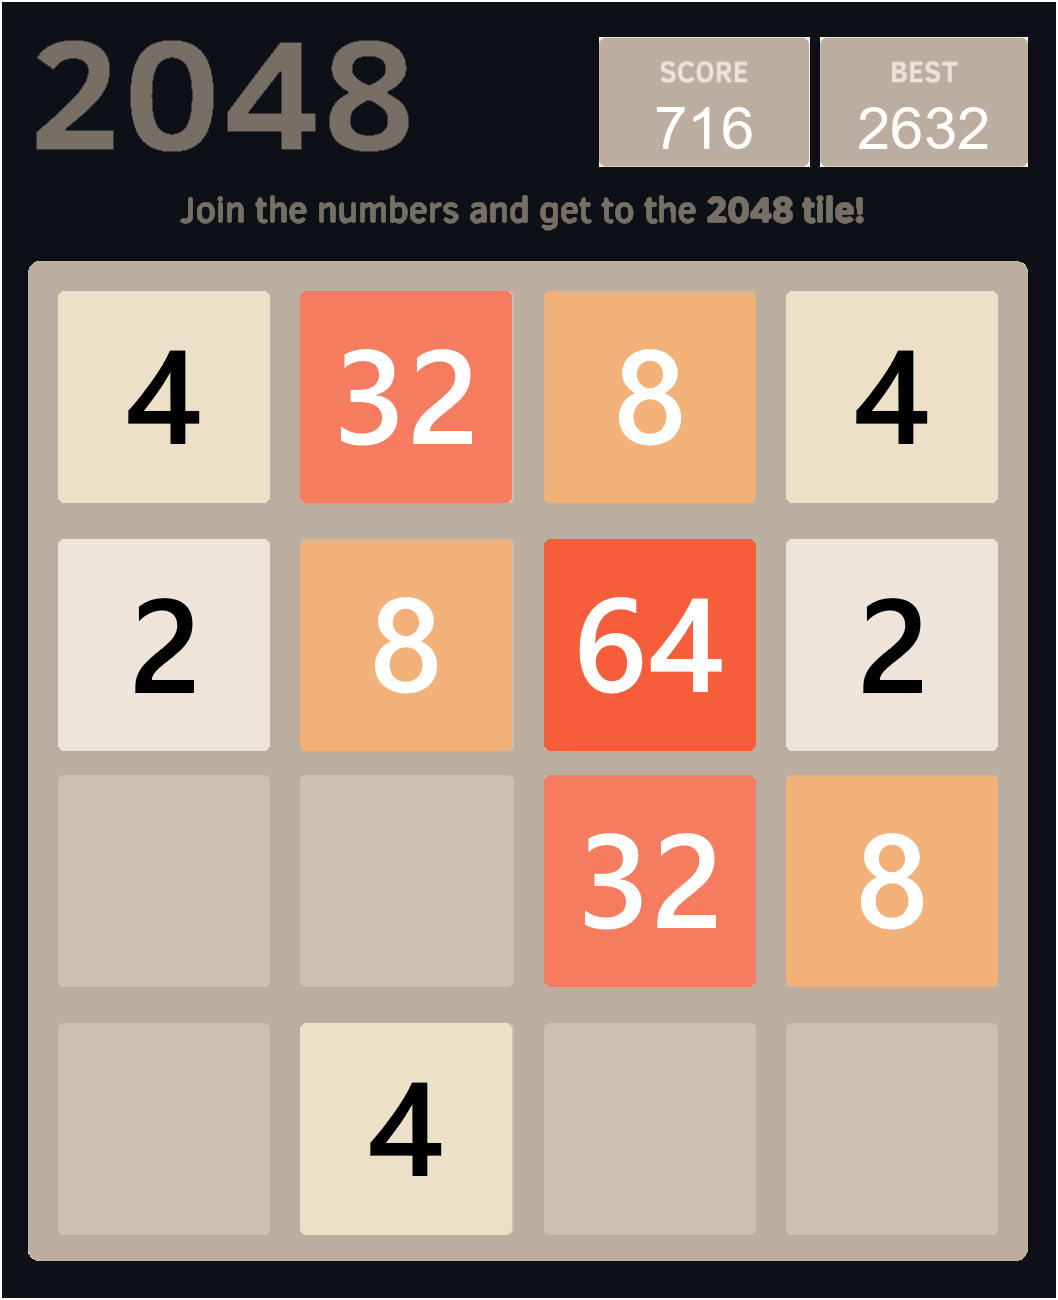 2048
SCORE BEST
716 2632
Join the numbers and get to the 2048 tile!
4 32 8 4
2 8 64 2
32 8
4